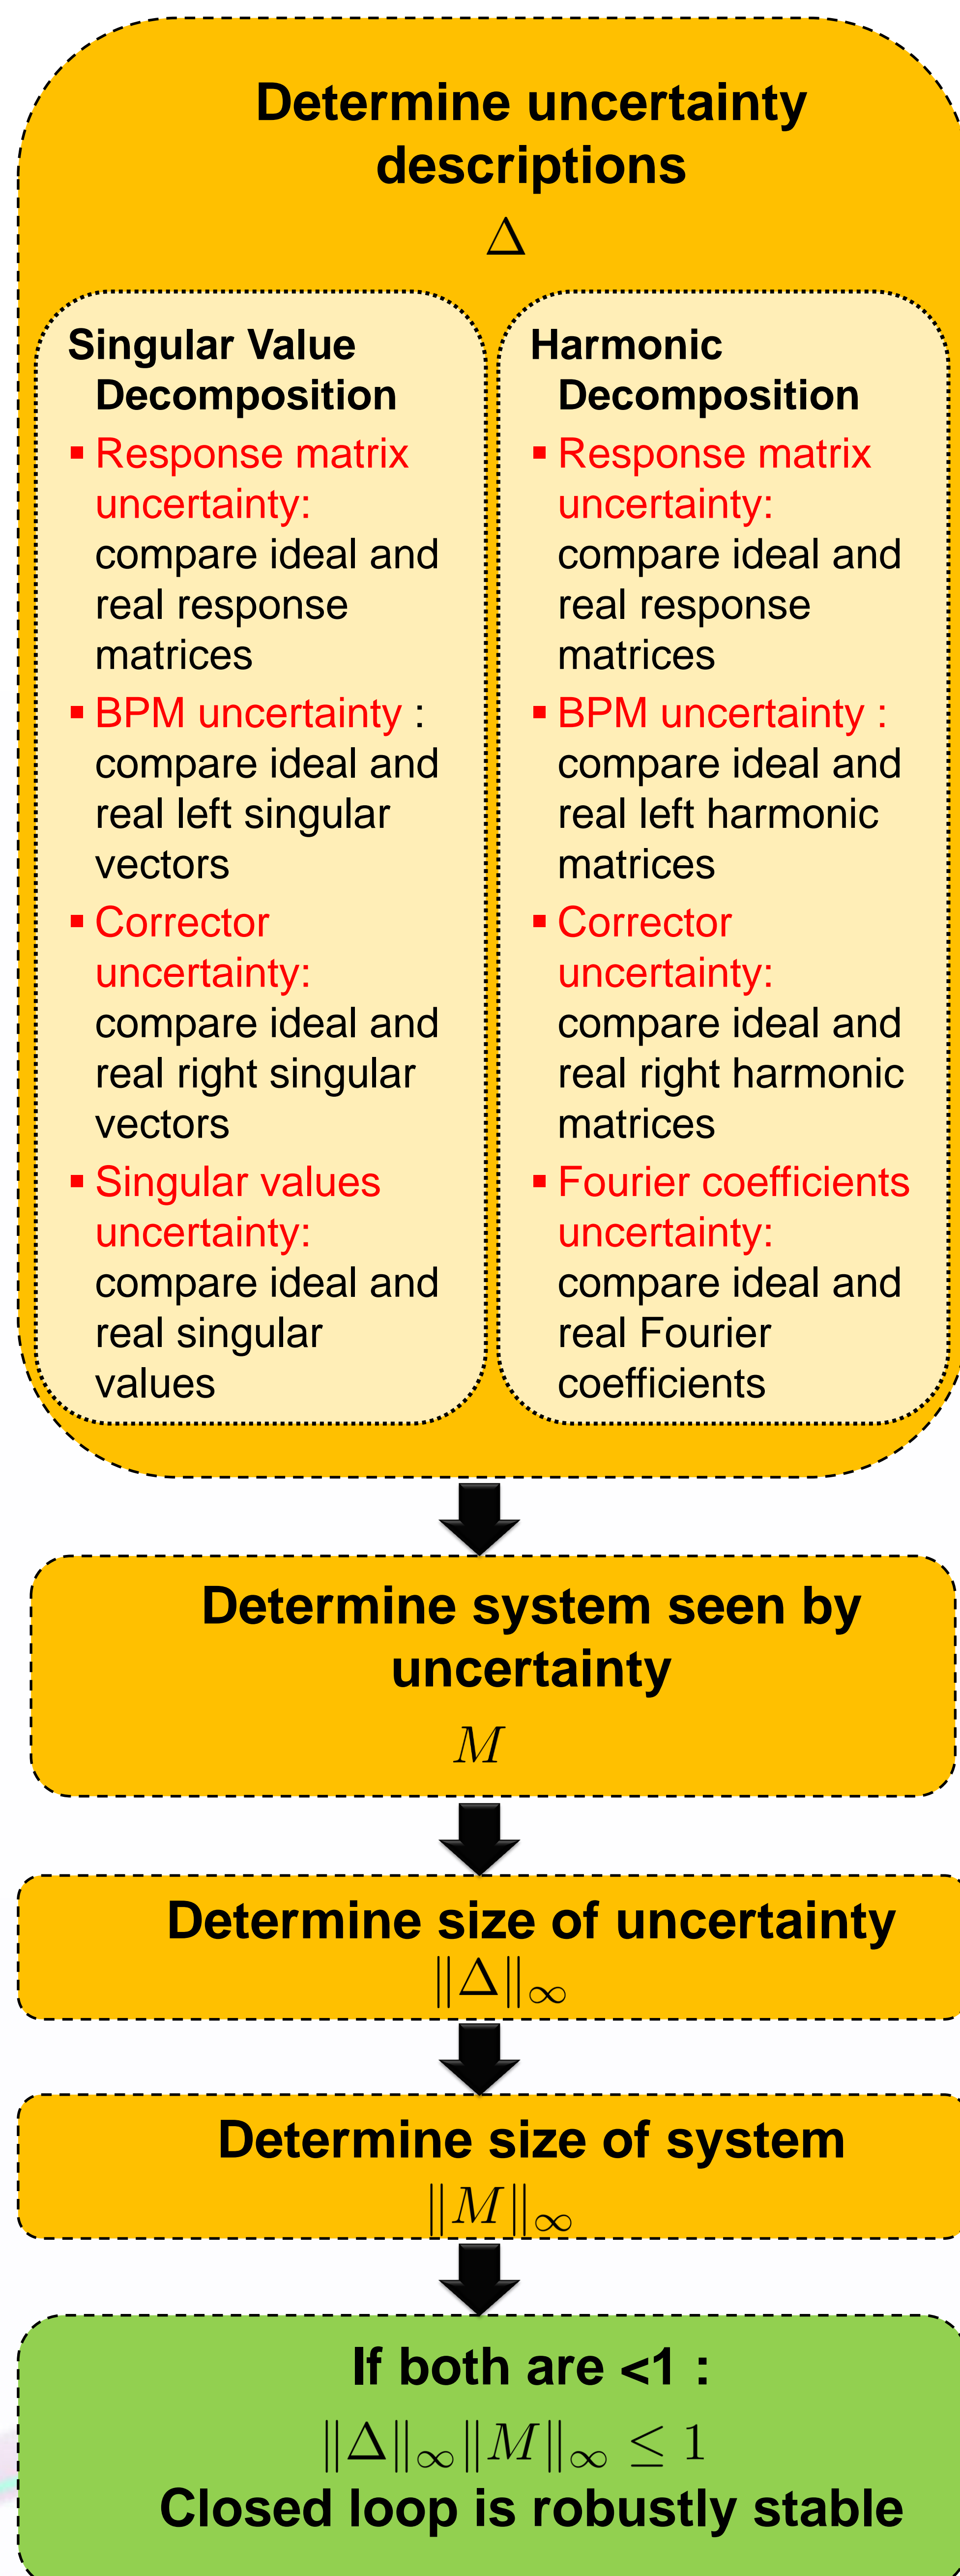 Determine uncertainty
descriptions
Δ
Singular Value
Decomposition
▪ Response matrix
uncertainty:
compare ideal and
real response
matrices
▪ BPM uncertainty :
compare ideal and
real left singular
vectors
▪ Corrector
uncertainty:
compare ideal and
real right singular
vectors
▪ Singular values
uncertainty:
compare ideal and
real singular
values
Harmonic
Decomposition
▪ Response matrix
uncertainty:
compare ideal and
real response
matrices
▪ BPM uncertainty :
compare ideal and
real left harmonic
matrices
▪ Corrector
uncertainty:
compare ideal and
real right harmonic
matrices
▪ Fourier coefficients
uncertainty:
compare ideal and
real Fourier
coefficients
Determine system seen by
uncertainty
M
Determine size of uncertainty
‖Δ‖∞
Determine size of system
‖M‖∞
If both are <1 :
‖Δ‖∞‖M‖∞ ≤ 1
Closed loop is robustly stable